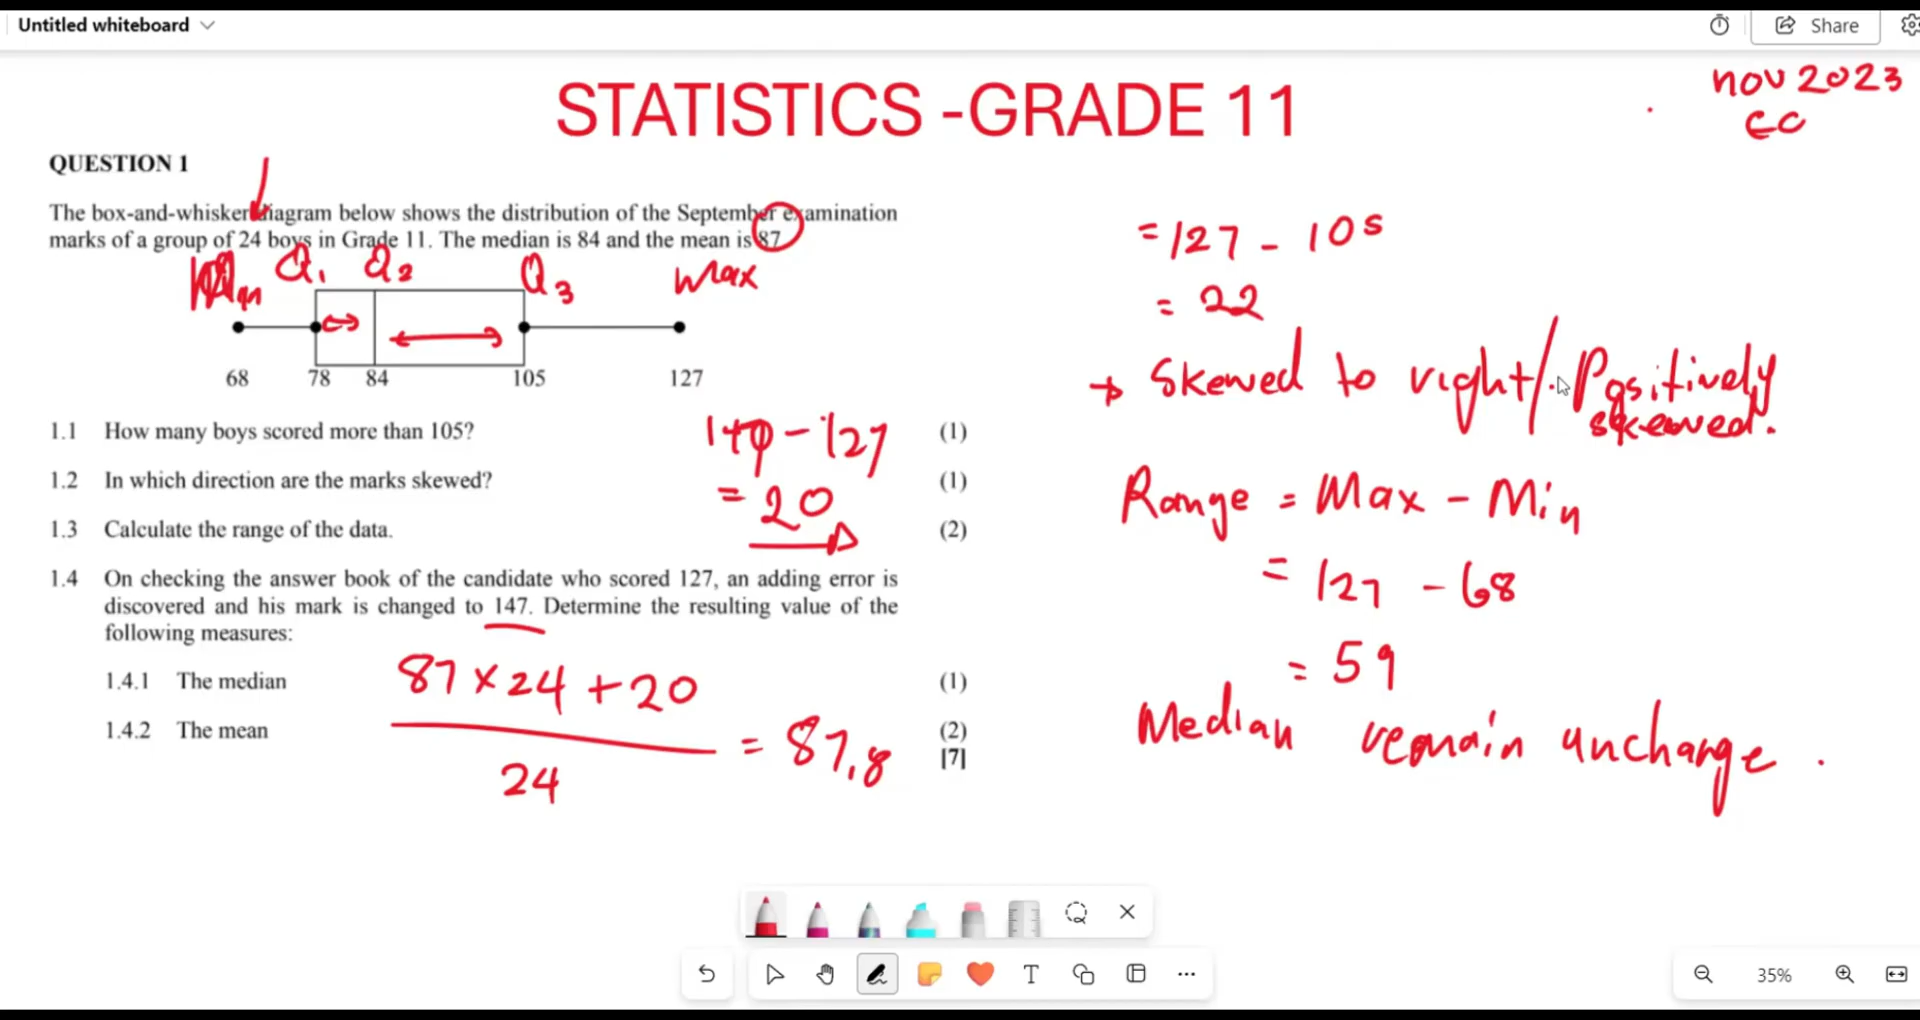 Untitled whiteboard
Share
STATISTICS -GRADE 11
nov 2023
EC
QUESTION 1
The box-and-whisker diagram below shows the distribution of the September examination
marks of a group of 24 boys in Grade 11. The median is 84 and the mean is 87
Min Q1 Q2 Q3 Max
68 78 84 105 127
1.1 How many boys scored more than 105? (1)
1.2 In which direction are the marks skewed? (1)
1.3 Calculate the range of the data. (2)
147 - 127
= 20
1.4 On checking the answer book of the candidate who scored 127, an adding error is
discovered and his mark is changed to 147. Determine the resulting value of the
following measures:
1.4.1 The median (1)
1.4.2 The mean (2)
[7]
87 × 24 + 20
24
= 87,8
= 127 - 105
= 22
→ Skewed to right/Positively
skewed.
Range = Max - Min
= 127 - 68
= 59
Median remain unchange.
35%